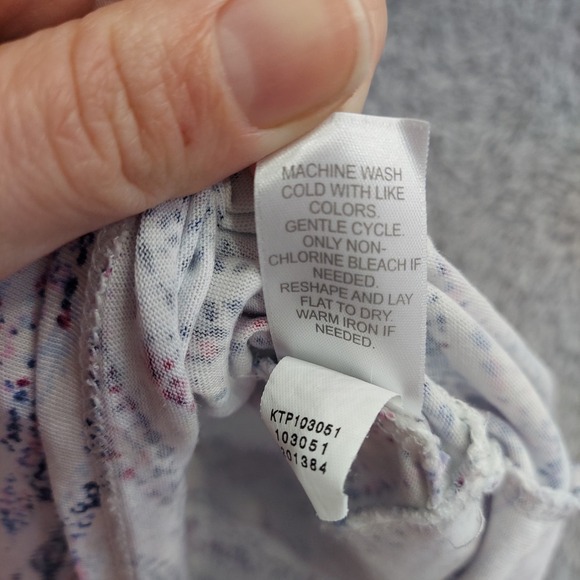 MACHINE WASH
COLD WITH LIKE
COLORS.
GENTLE CYCLE.
ONLY NON-
CHLORINE BLEACH IF
NEEDED.
RESHAPE AND LAY
FLAT TO DRY.
WARM IRON IF
NEEDED.
KTP103051
103051
01384